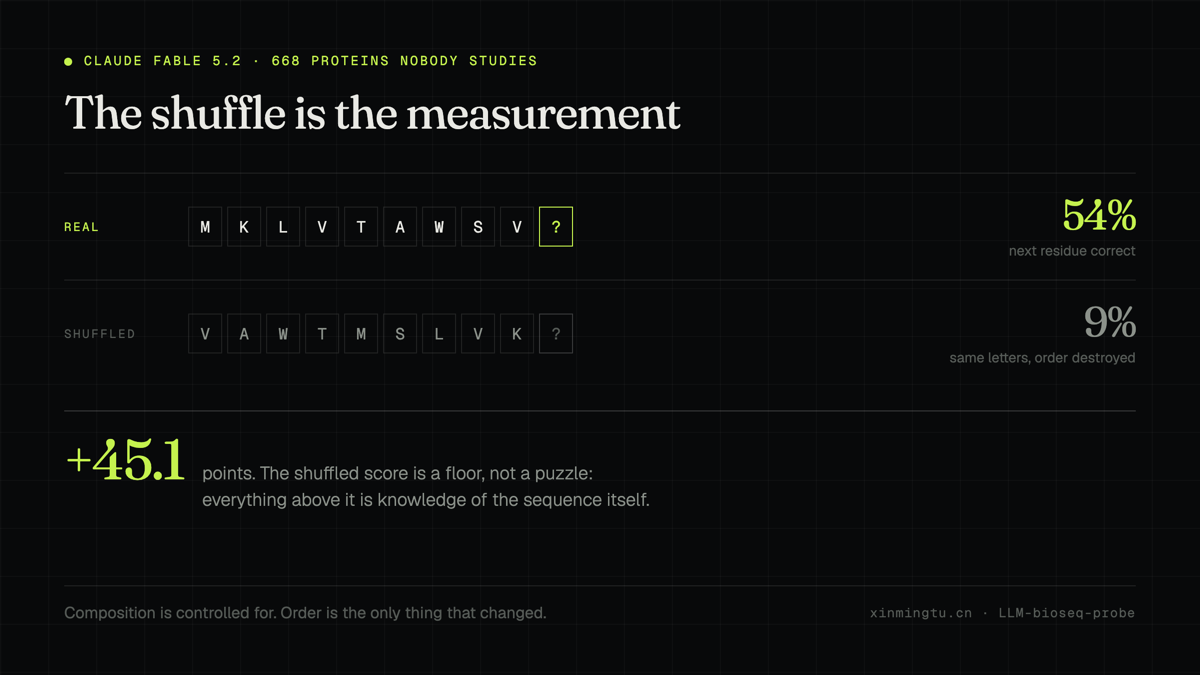 CLAUDE FABLE 5.2 · 668 PROTEINS NOBODY STUDIES
The shuffle is the measurement
REAL M K L V T A W S V ? 54%
next residue correct
SHUFFLED V A W T M S L V K ? 9%
same letters, order destroyed
+45.1 points. The shuffled score is a floor, not a puzzle:
everything above it is knowledge of the sequence itself.
Composition is controlled for. Order is the only thing that changed.
xinmingtu.cn · LLM-bioseq-probe